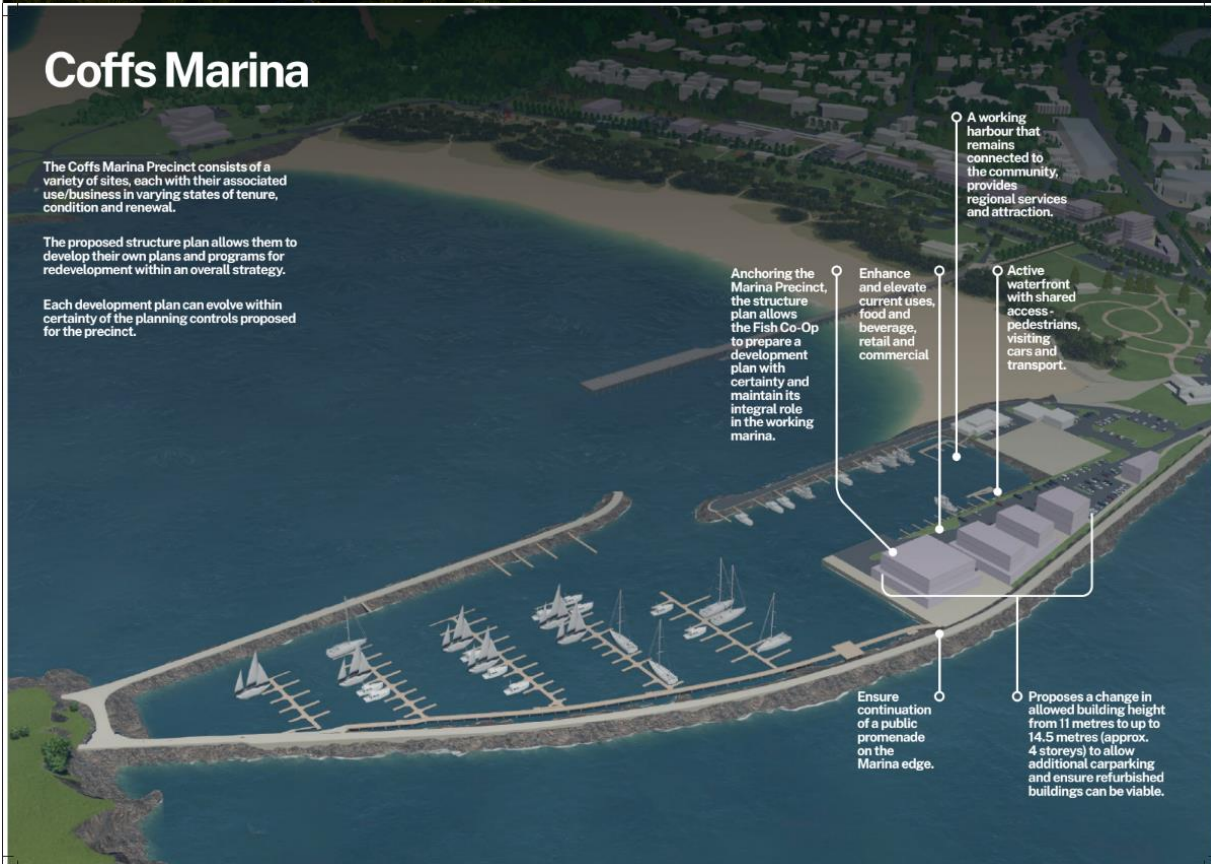 Coffs Marina
The Coffs Marina Precinct consists of a
variety of sites, each with their associated
use/business in varying states of tenure,
condition and renewal.
The proposed structure plan allows them to
develop their own plans and programs for
redevelopment within an overall strategy.
Each development plan can evolve within
certainty of the planning controls proposed
for the precinct.
A working
harbour that
remains
connected to
the community,
provides
regional services
and attraction.
Anchoring the
Marina Precinct,
the structure
plan allows
the Fish Co-Op
to prepare a
development
plan with
certainty and
maintain its
integral role
in the working
marina.
Enhance
and elevate
current uses,
food and
beverage,
retail and
commercial
Active
waterfront
with shared
access -
pedestrians,
visiting
cars and
transport.
Ensure
continuation
of a public
promenade
on the
Marina edge.
Proposes a change in
allowed building height
from 11 metres to up to
14.5 metres (approx.
4 storeys) to allow
additional carparking
and ensure refurbished
buildings can be viable.